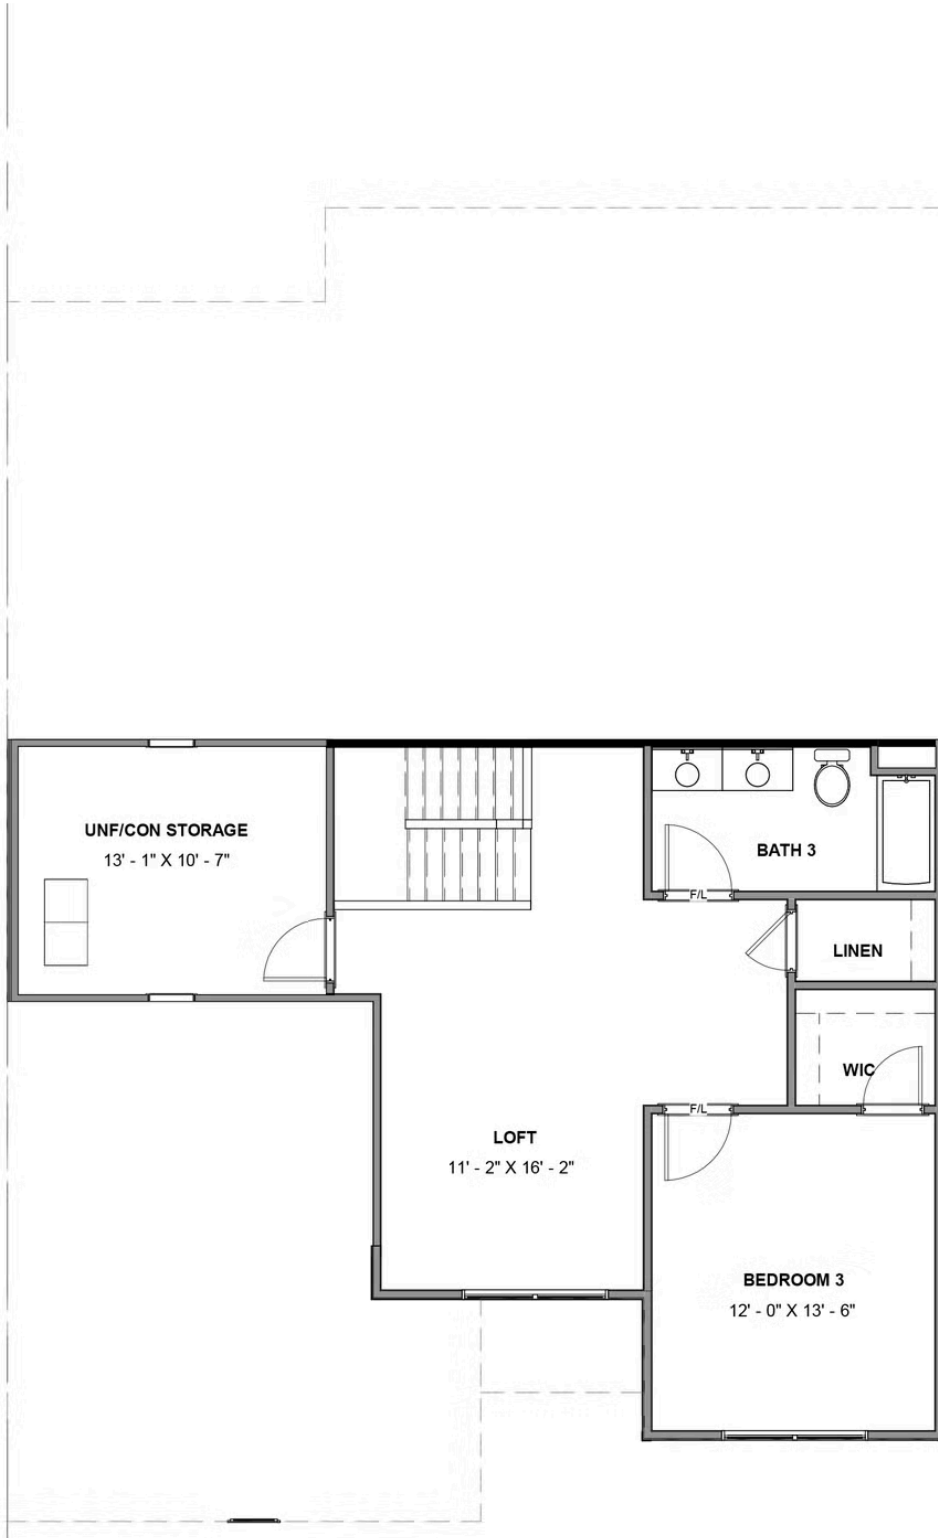 UNF/CON STORAGE
13' - 1" X 10' - 7"
BATH 3
F/L
LINEN
WIC
F/L
LOFT
11' - 2" X 16' - 2"
BEDROOM 3
12' - 0" X 13' - 6"